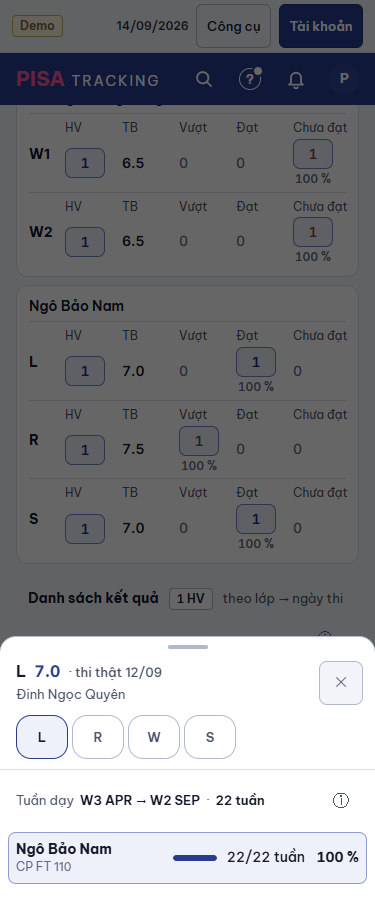 Demo 14/09/2026 Công cụ Tài khoản
PISA TRACKING ? P
HV TB Vượt Đạt Chưa đạt
W1 1 6.5 0 0 1
100 %
HV TB Vượt Đạt Chưa đạt
W2 1 6.5 0 0 1
100 %
Ngô Bảo Nam
HV TB Vượt Đạt Chưa đạt
L 1 7.0 0 1 0
100 %
HV TB Vượt Đạt Chưa đạt
R 1 7.5 1 0 0
100 %
HV TB Vượt Đạt Chưa đạt
S 1 7.0 0 1 0
100 %
Danh sách kết quả 1 HV theo lớp → ngày thi
L 7.0 · thi thật 12/09
Đinh Ngọc Quyên
L R W S
Tuần dạy W3 APR → W2 SEP · 22 tuần
Ngô Bảo Nam 22/22 tuần 100 %
CP FT 110